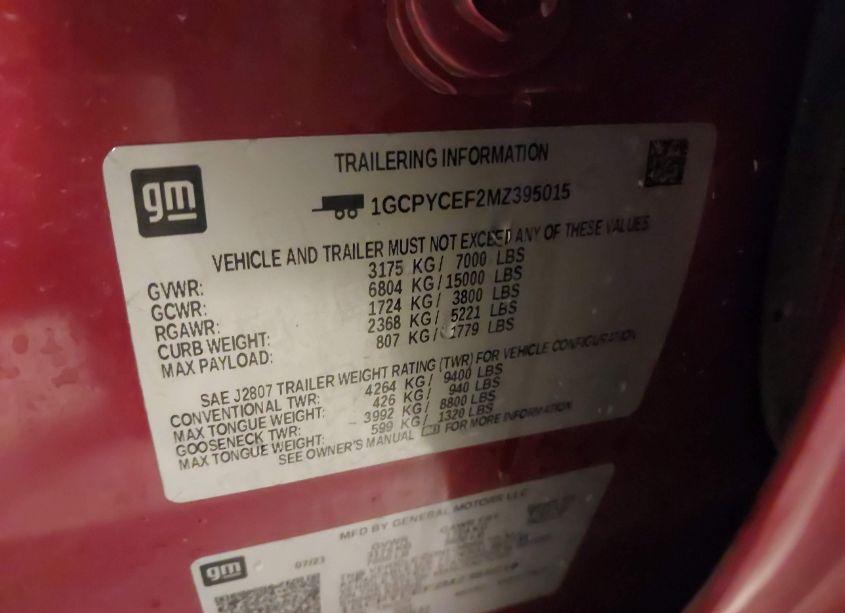 gm
TRAILERING INFORMATION
1GCPYCEF2MZ395015
VEHICLE AND TRAILER MUST NOT EXCEED ANY OF THESE VALUES
GVWR: 3175 KG / 7000 LBS
GCWR: 6804 KG / 15000 LBS
RGAWR: 1724 KG / 3800 LBS
CURB WEIGHT: 2368 KG / 5221 LBS
MAX PAYLOAD: 807 KG / 1779 LBS
SAE J2807 TRAILER WEIGHT RATING (TWR) FOR VEHICLE CONFIGURATION
CONVENTIONAL TWR: 4264 KG / 9400 LBS
MAX TONGUE WEIGHT: 426 KG / 940 LBS
GOOSENECK TWR: 3992 KG / 8800 LBS
MAX TONGUE WEIGHT: 599 KG / 1320 LBS
SEE OWNER'S MANUAL FOR MORE INFORMATION
gm
MFD BY GENERAL MOTORS LLC
07/23
GVWR